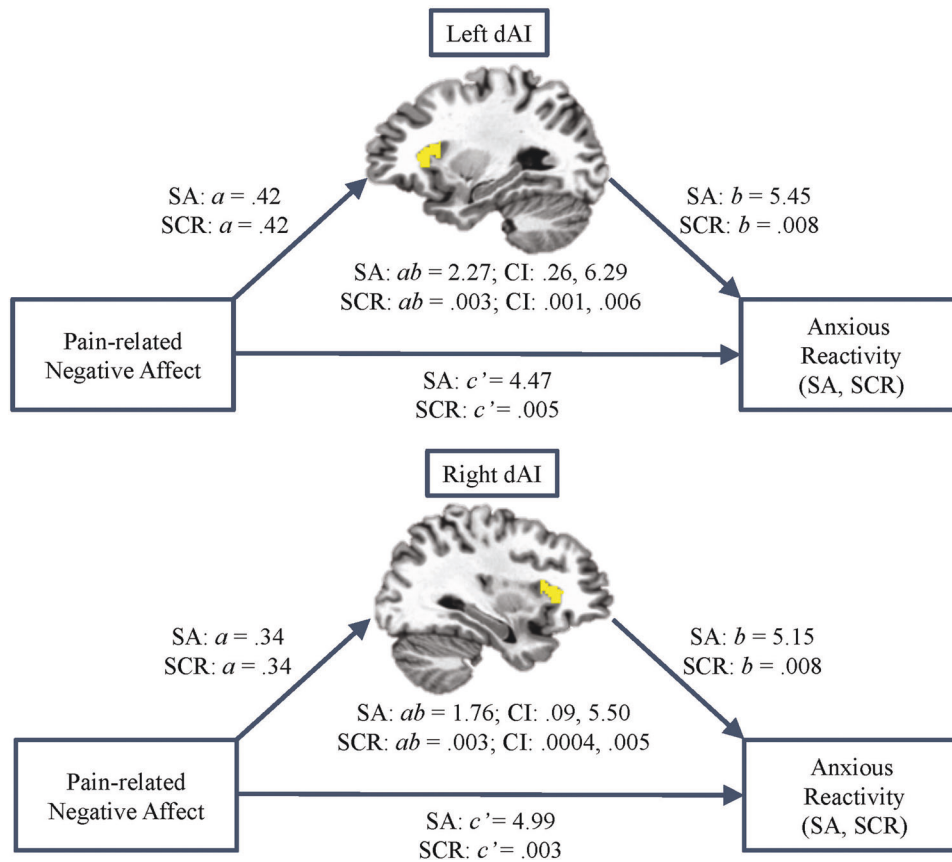 Left dAI
SA: a = .42
SCR: a = .42
SA: b = 5.45
SCR: b = .008
SA: ab = 2.27; CI: .26, 6.29
SCR: ab = .003; CI: .001, .006
Pain-related
Negative Affect
Anxious
Reactivity
(SA, SCR)
SA: c’ = 4.47
SCR: c’ = .005
Right dAI
SA: a = .34
SCR: a = .34
SA: b = 5.15
SCR: b = .008
SA: ab = 1.76; CI: .09, 5.50
SCR: ab = .003; CI: .0004, .005
Pain-related
Negative Affect
Anxious
Reactivity
(SA, SCR)
SA: c’ = 4.99
SCR: c’ = .003